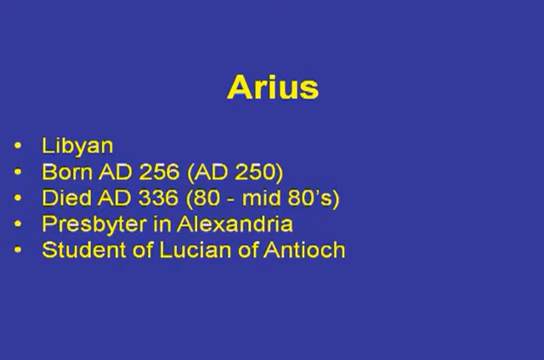 Arius
• Libyan
• Born AD 256 (AD 250)
• Died AD 336 (80 - mid 80's)
• Presbyter in Alexandria
• Student of Lucian of Antioch